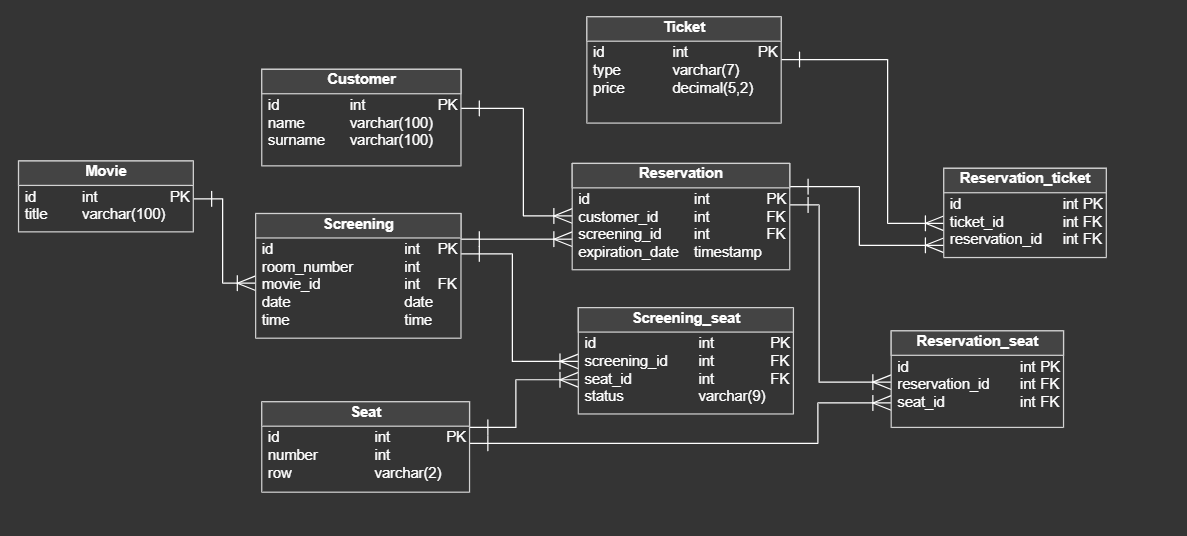 Ticket
id int PK
type varchar(7)
price decimal(5,2)
Customer
id int PK
name varchar(100)
surname varchar(100)
Movie
id int PK
title varchar(100)
Reservation
id int PK
customer_id int FK
screening_id int FK
expiration_date timestamp
Reservation_ticket
id int PK
ticket_id int FK
reservation_id int FK
Screening
id int PK
room_number int
movie_id int FK
date date
time time
Screening_seat
id int PK
screening_id int FK
seat_id int FK
status varchar(9)
Reservation_seat
id int PK
reservation_id int FK
seat_id int FK
Seat
id int PK
number int
row varchar(2)